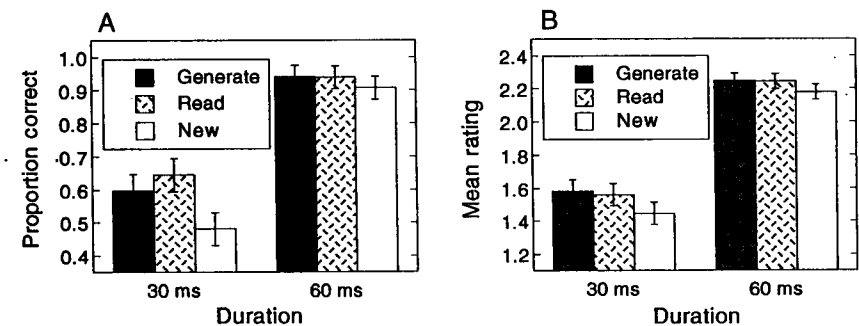 A
Proportion correct
1.0
0.9
0.8
0.7
0.6
0.5
0.4
Generate
Read
New
30 ms
60 ms
Duration
B
Mean rating
2.4
2.2
2.0
1.8
1.6
1.4
1.2
Generate
Read
New
30 ms
60 ms
Duration